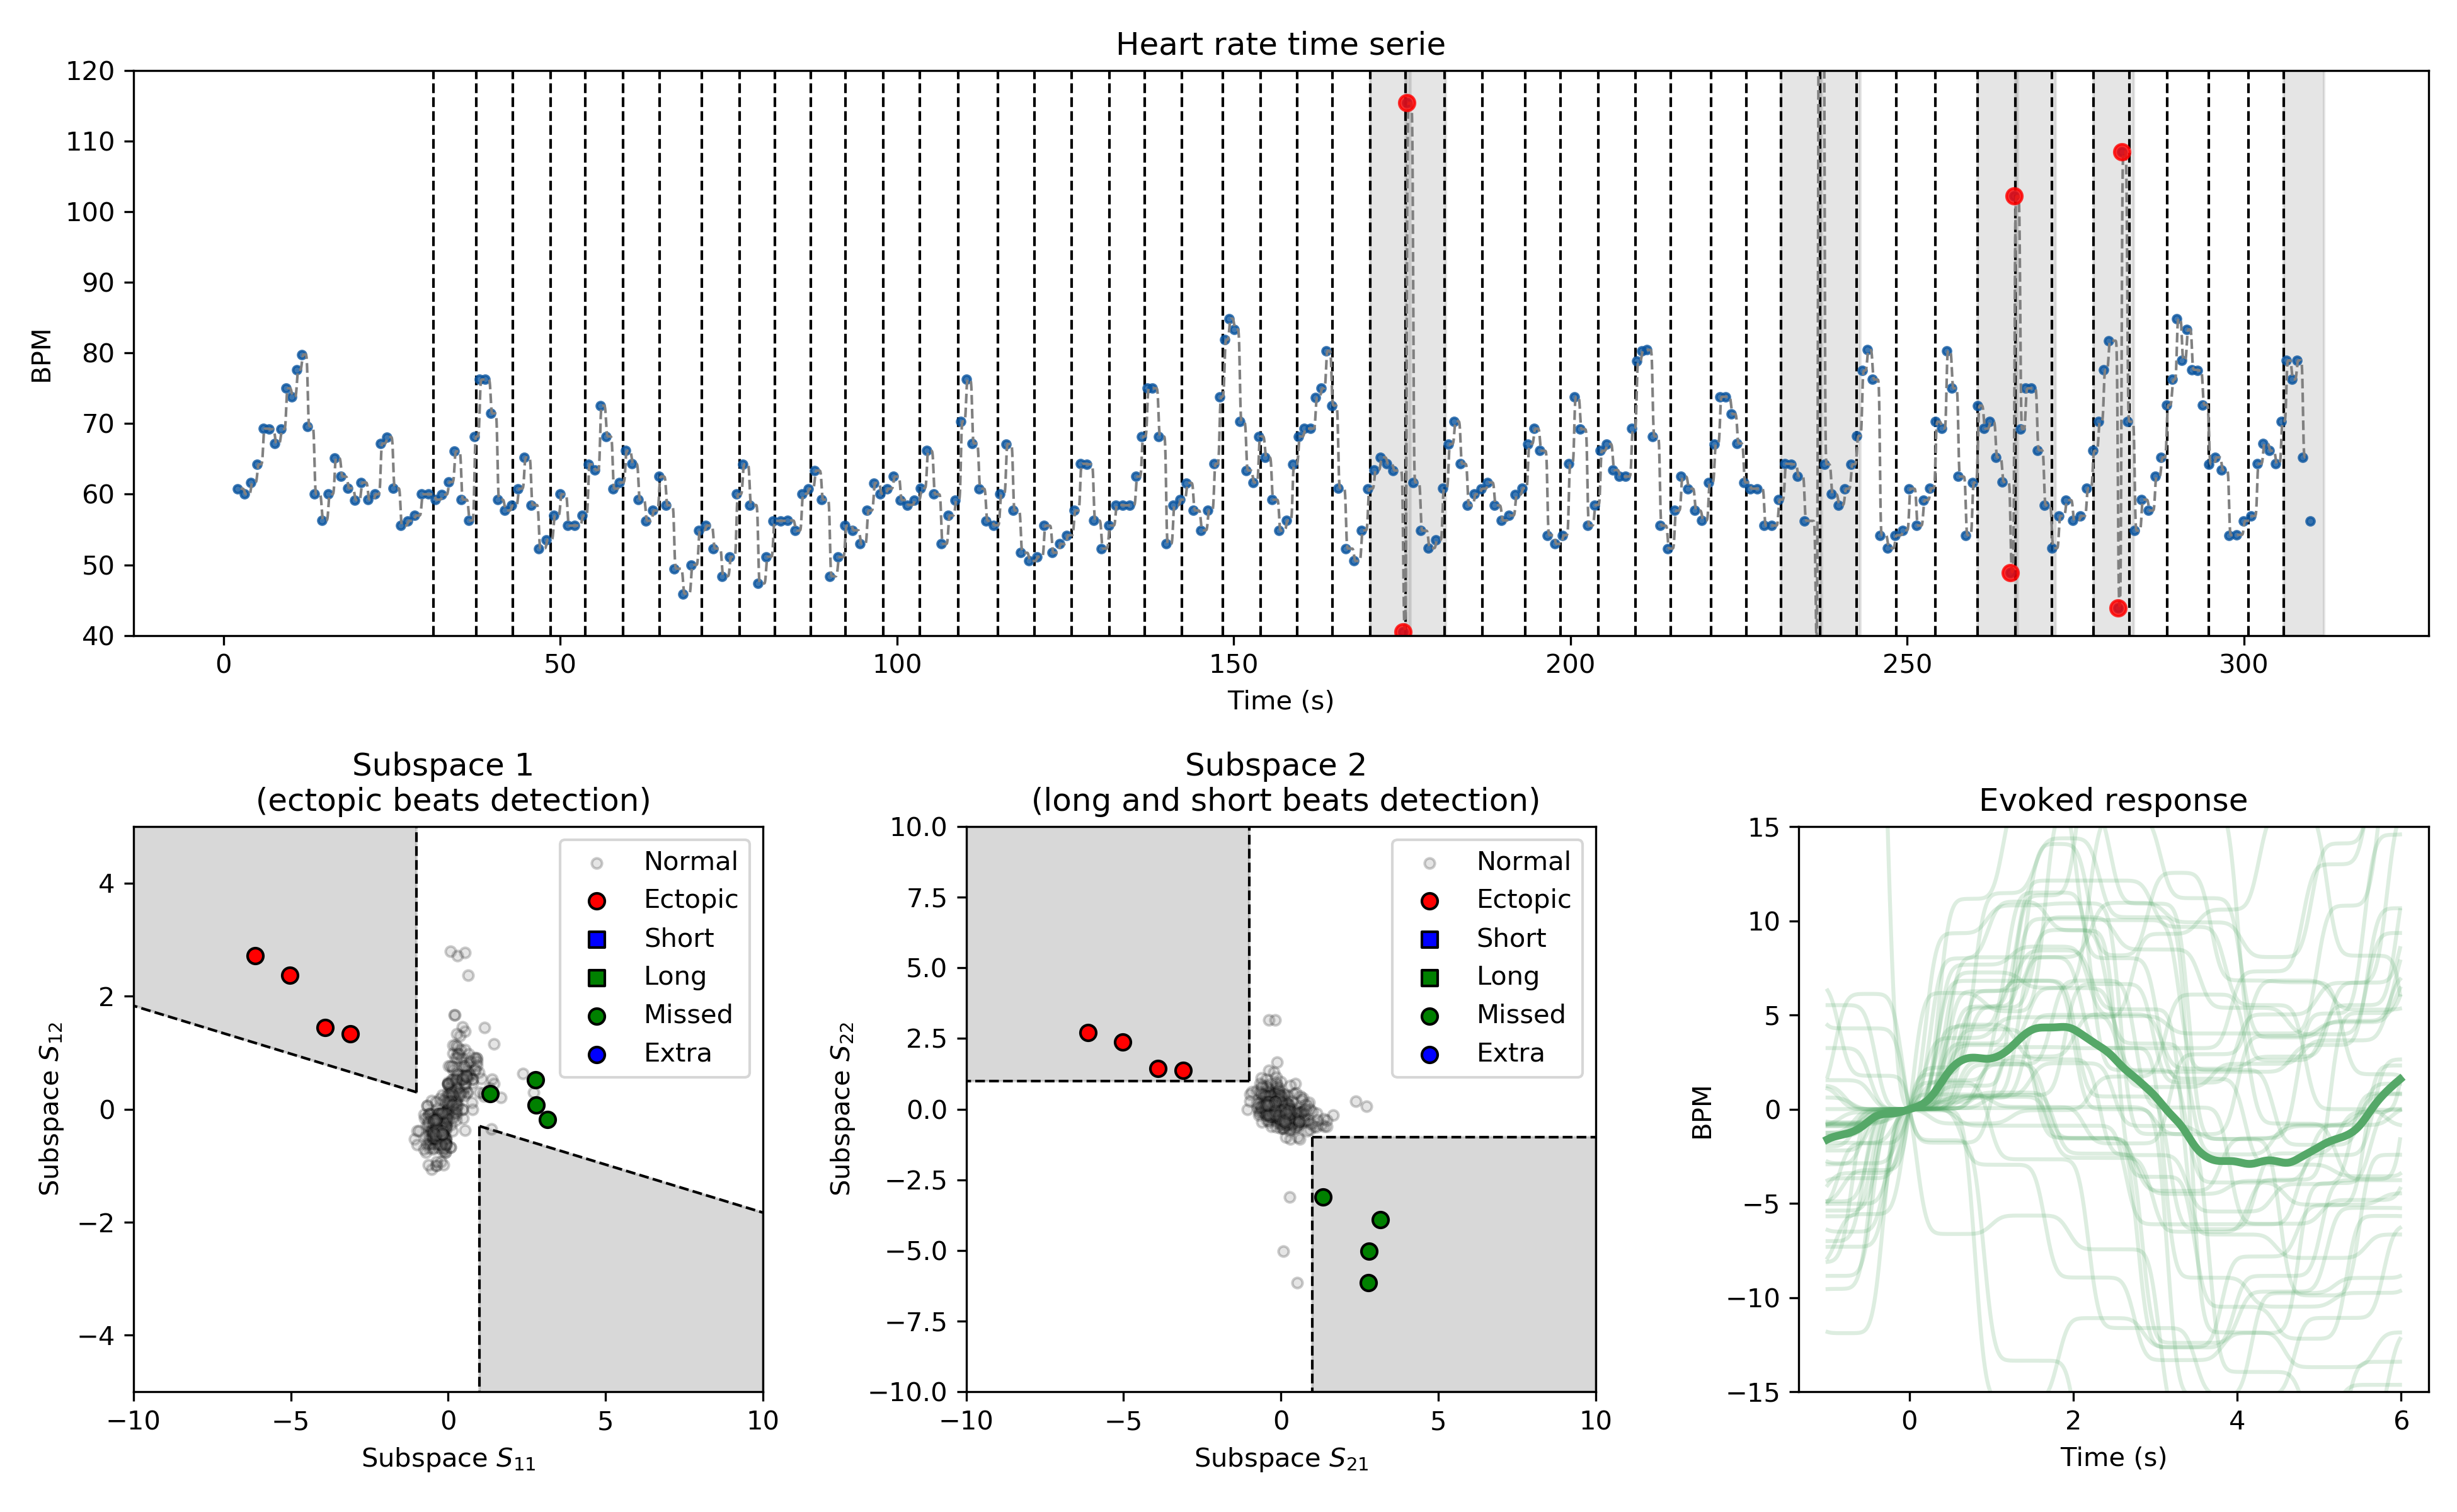 Heart rate time serie
120
110
100
90
80
70
60
50
40
BPM
0 50 100 150 200 250 300
Time (s)
Subspace 1
(ectopic beats detection)
4
2
0
−2
−4
Subspace S12
Normal
Ectopic
Short
Long
Missed
Extra
−10 −5 0 5 10
Subspace S11
Subspace 2
(long and short beats detection)
10.0
7.5
5.0
2.5
0.0
−2.5
−5.0
−7.5
−10.0
Subspace S22
Normal
Ectopic
Short
Long
Missed
Extra
−10 −5 0 5 10
Subspace S21
Evoked response
15
10
5
0
−5
−10
−15
BPM
0 2 4 6
Time (s)